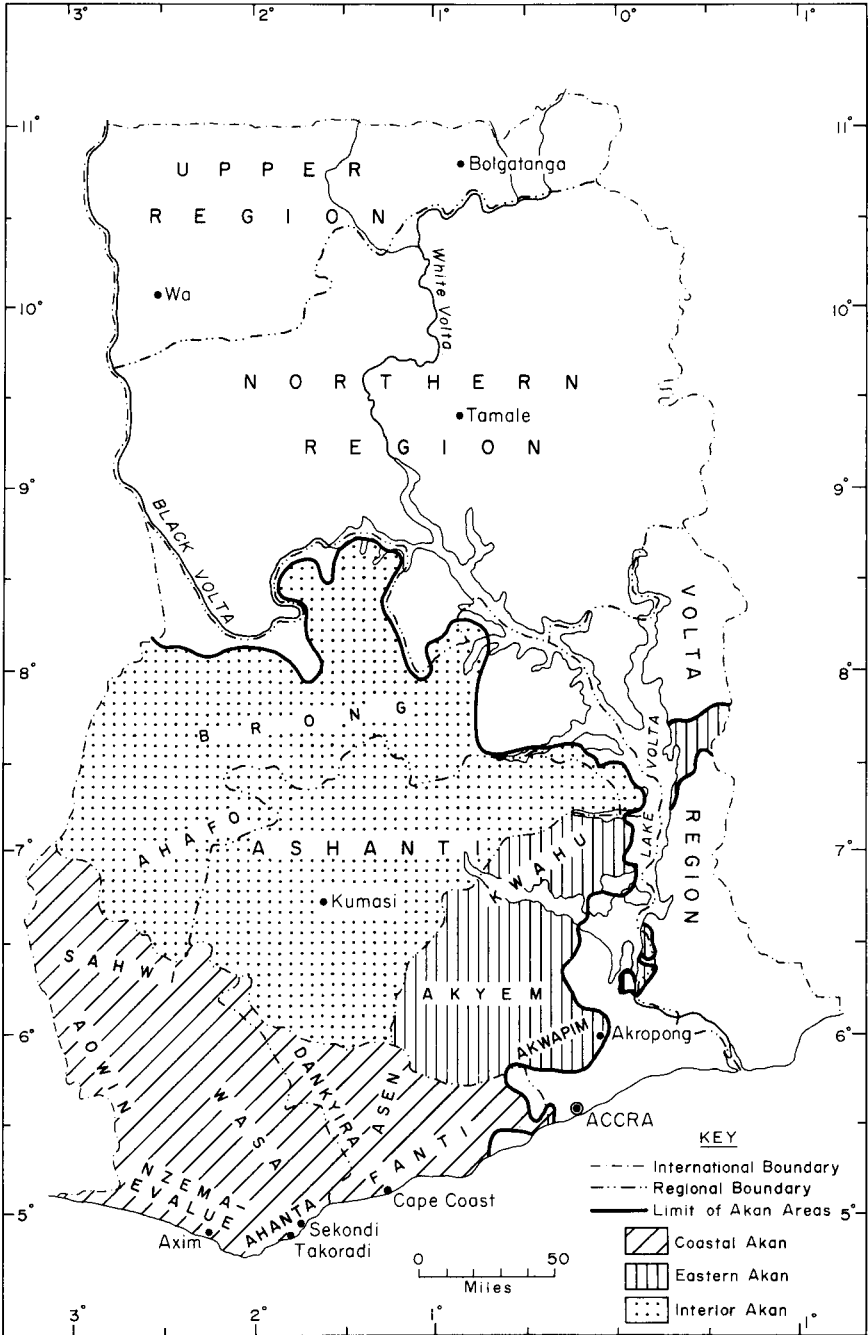 3° 2° 1° 0° 1°
11° 11°
UPPER
Bolgatanga
REGION
White Volta
Wa
10° 10°
NORTHERN
Tamale
REGION
9° 9°
BLACK VOLTA
VOLTA
8° 8°
BRONG
LAKE VOLTA
REGION
AHAFO
7° ASHANTI 7°
KWAHU
Kumasi
SAHW
AKYEM
6° 6°
AKWAPIM
Akropong
AOWIN
DANKYIRA
ASEN
WASA
ACCRA
FANTI
NZEMA-
EVALUE
AHANTA
Cape Coast
5° 5°
Axim
Sekondi
Takoradi
KEY
International Boundary
Regional Boundary
Limit of Akan Areas
Coastal Akan
Eastern Akan
Interior Akan
0 50
Miles
3° 2° 1° 0° 1°